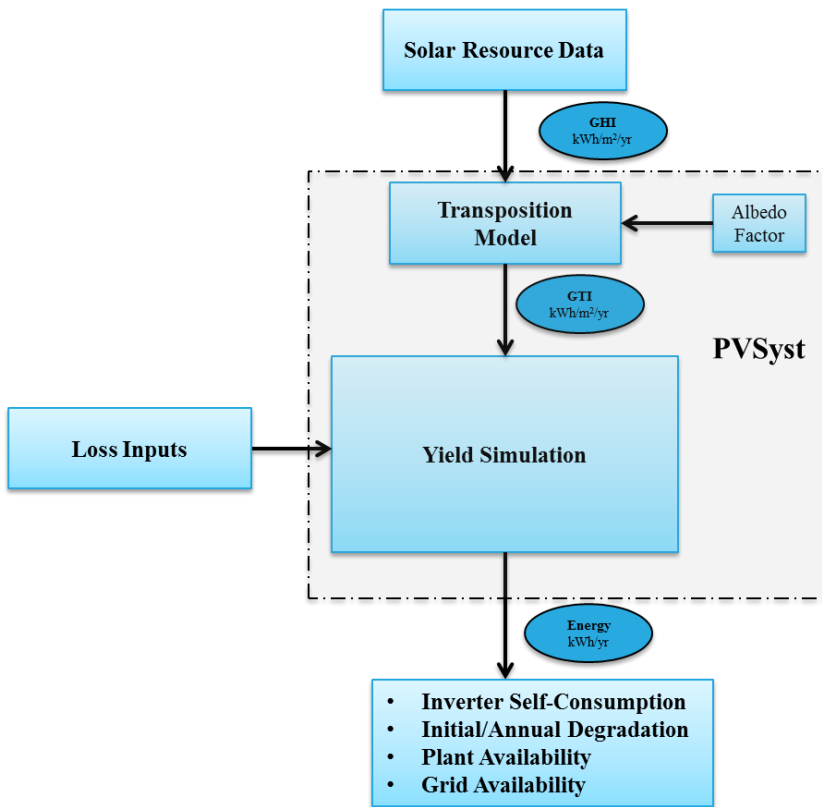 Solar Resource Data
GHI
kWh/m²/yr
Transposition
Model
Albedo
Factor
GTI
kWh/m²/yr
PVSyst
Loss Inputs
Yield Simulation
Energy
kWh/yr
• Inverter Self-Consumption
• Initial/Annual Degradation
• Plant Availability
• Grid Availability